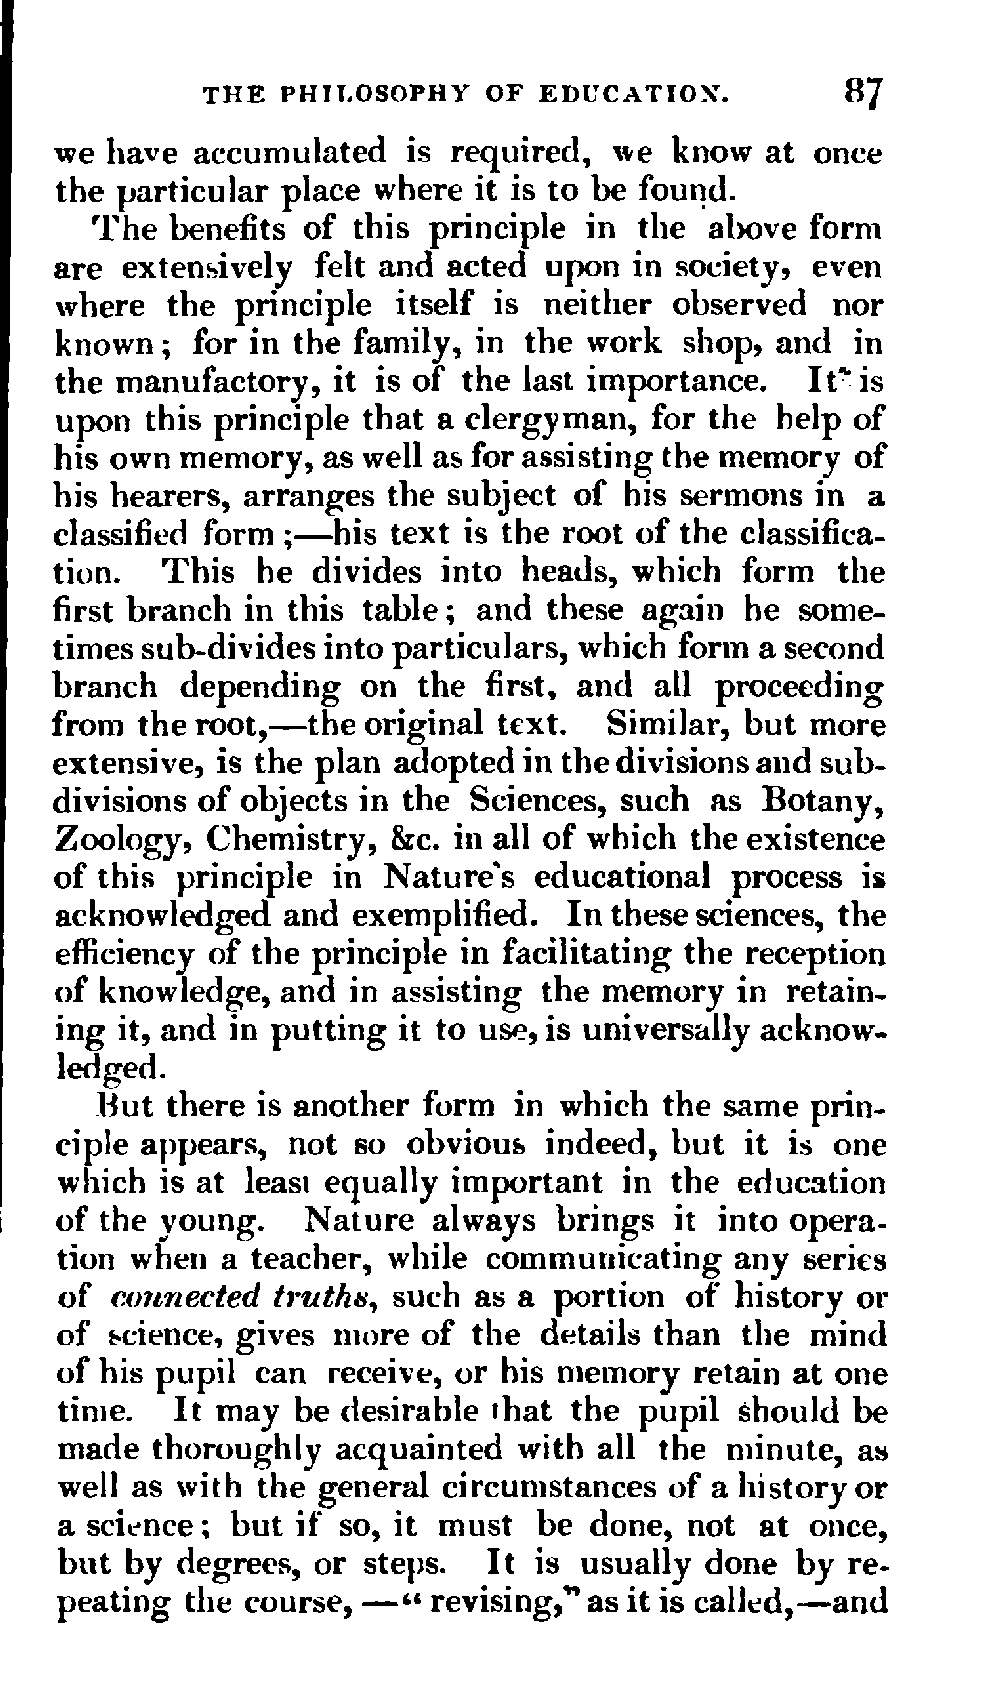 THE PHILOSOPHY OF EDUCATION. 87
we have accumulated is required, we know at once
the particular place where it is to be found.
The benefits of this principle in the above form
are extensively felt and acted upon in society, even
where the principle itself is neither observed nor
known; for in the family, in the work shop, and in
the manufactory, it is of the last importance. It is
upon this principle that a clergyman, for the help of
his own memory, as well as for assisting the memory of
his hearers, arranges the subject of his sermons in a
classified form;—his text is the root of the classifica-
tion. This he divides into heads, which form the
first branch in this table; and these again he some-
times sub-divides into particulars, which form a second
branch depending on the first, and all proceeding
from the root,—the original text. Similar, but more
extensive, is the plan adopted in the divisions and sub-
divisions of objects in the Sciences, such as Botany,
Zoology, Chemistry, &c. in all of which the existence
of this principle in Nature's educational process is
acknowledged and exemplified. In these sciences, the
efficiency of the principle in facilitating the reception
of knowledge, and in assisting the memory in retain-
ing it, and in putting it to use, is universally acknow-
ledged.
But there is another form in which the same prin-
ciple appears, not so obvious indeed, but it is one
which is at least equally important in the education
of the young. Nature always brings it into opera-
tion when a teacher, while communicating any series
of connected truths, such as a portion of history or
of science, gives more of the details than the mind
of his pupil can receive, or his memory retain at one
time. It may be desirable that the pupil should be
made thoroughly acquainted with all the minute, as
well as with the general circumstances of a history or
a science; but if so, it must be done, not at once,
but by degrees, or steps. It is usually done by re-
peating the course,—“revising,” as it is called,—and